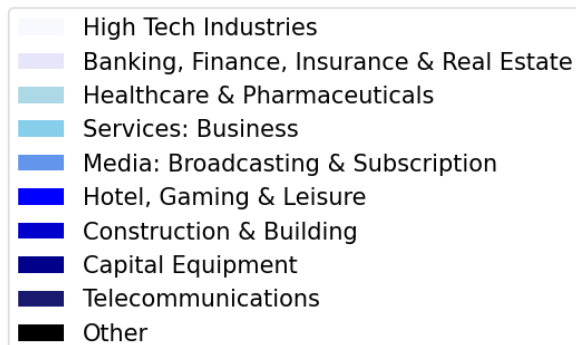 High Tech Industries
Banking, Finance, Insurance & Real Estate
Healthcare & Pharmaceuticals
Services: Business
Media: Broadcasting & Subscription
Hotel, Gaming & Leisure
Construction & Building
Capital Equipment
Telecommunications
Other